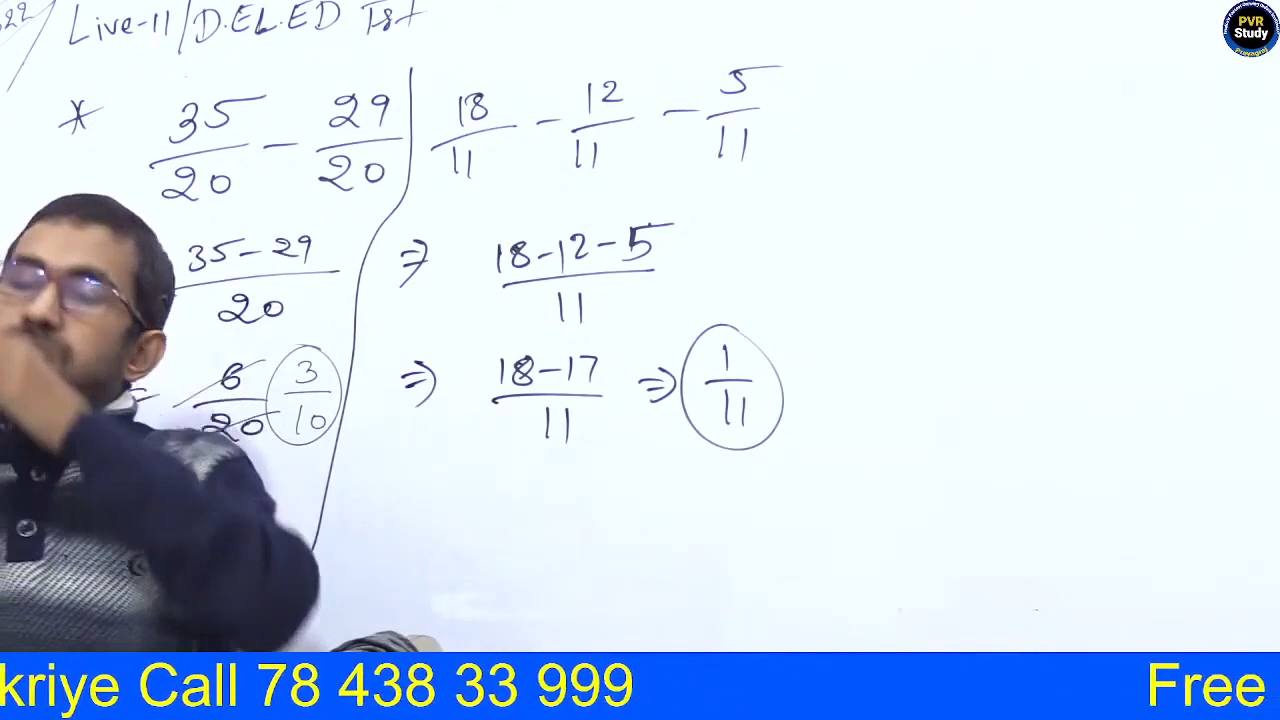 Live-11/D.EL.ED Ist
* 35/20 - 29/20
35-29/20
= 6/20 3/10
18/11 - 12/11 - 5/11
⇒ 18-12-5/11
⇒ 18-17/11 ⇒ 1/11
PVR
Study
Prayagraj
kriye Call 78 438 33 999
Free